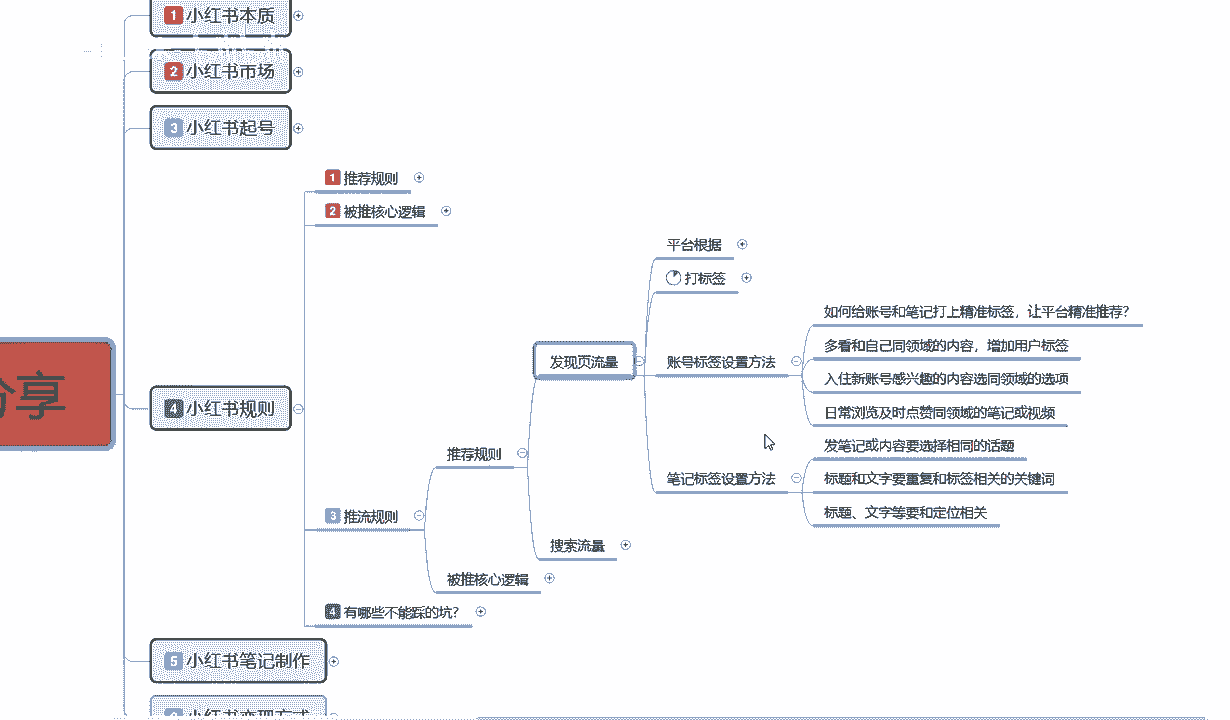 1 小红书本质
2 小红书市场
3 小红书起号
1 推荐规则
2 被推核心逻辑
平台根据
打标签
如何给账号和笔记打上精准标签，让平台精准推荐？
多看和自己同领域的内容，增加用户标签
发现页流量
账号标签设置方法
入住新账号感兴趣的内容选同领域的选项
分享
4 小红书规则
日常浏览及时点赞同领域的笔记或视频
发笔记或内容要选择相同的话题
推荐规则
笔记标签设置方法
标题和文字要重复和标签相关的关键词
标题、文字等要和定位相关
3 推流规则
搜索流量
被推核心逻辑
4 有哪些不能踩的坑？
5 小红书笔记制作
小红书变现方式